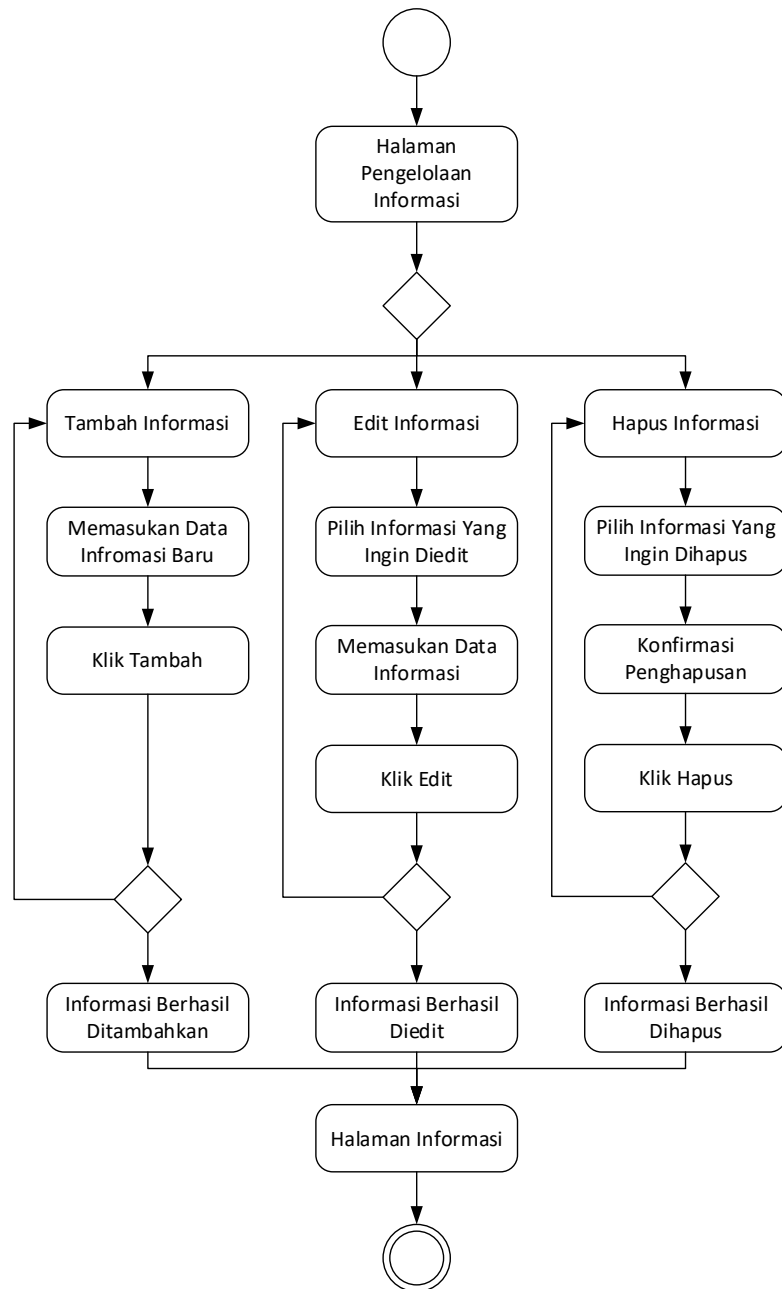 Halaman
Pengelolaan
Informasi
Tambah Informasi
Edit Informasi
Hapus Informasi
Memasukan Data
Infromasi Baru
Pilih Informasi Yang
Ingin Diedit
Pilih Informasi Yang
Ingin Dihapus
Klik Tambah
Memasukan Data
Informasi
Konfirmasi
Penghapusan
Klik Edit
Klik Hapus
Informasi Berhasil
Ditambahkan
Informasi Berhasil
Diedit
Informasi Berhasil
Dihapus
Halaman Informasi